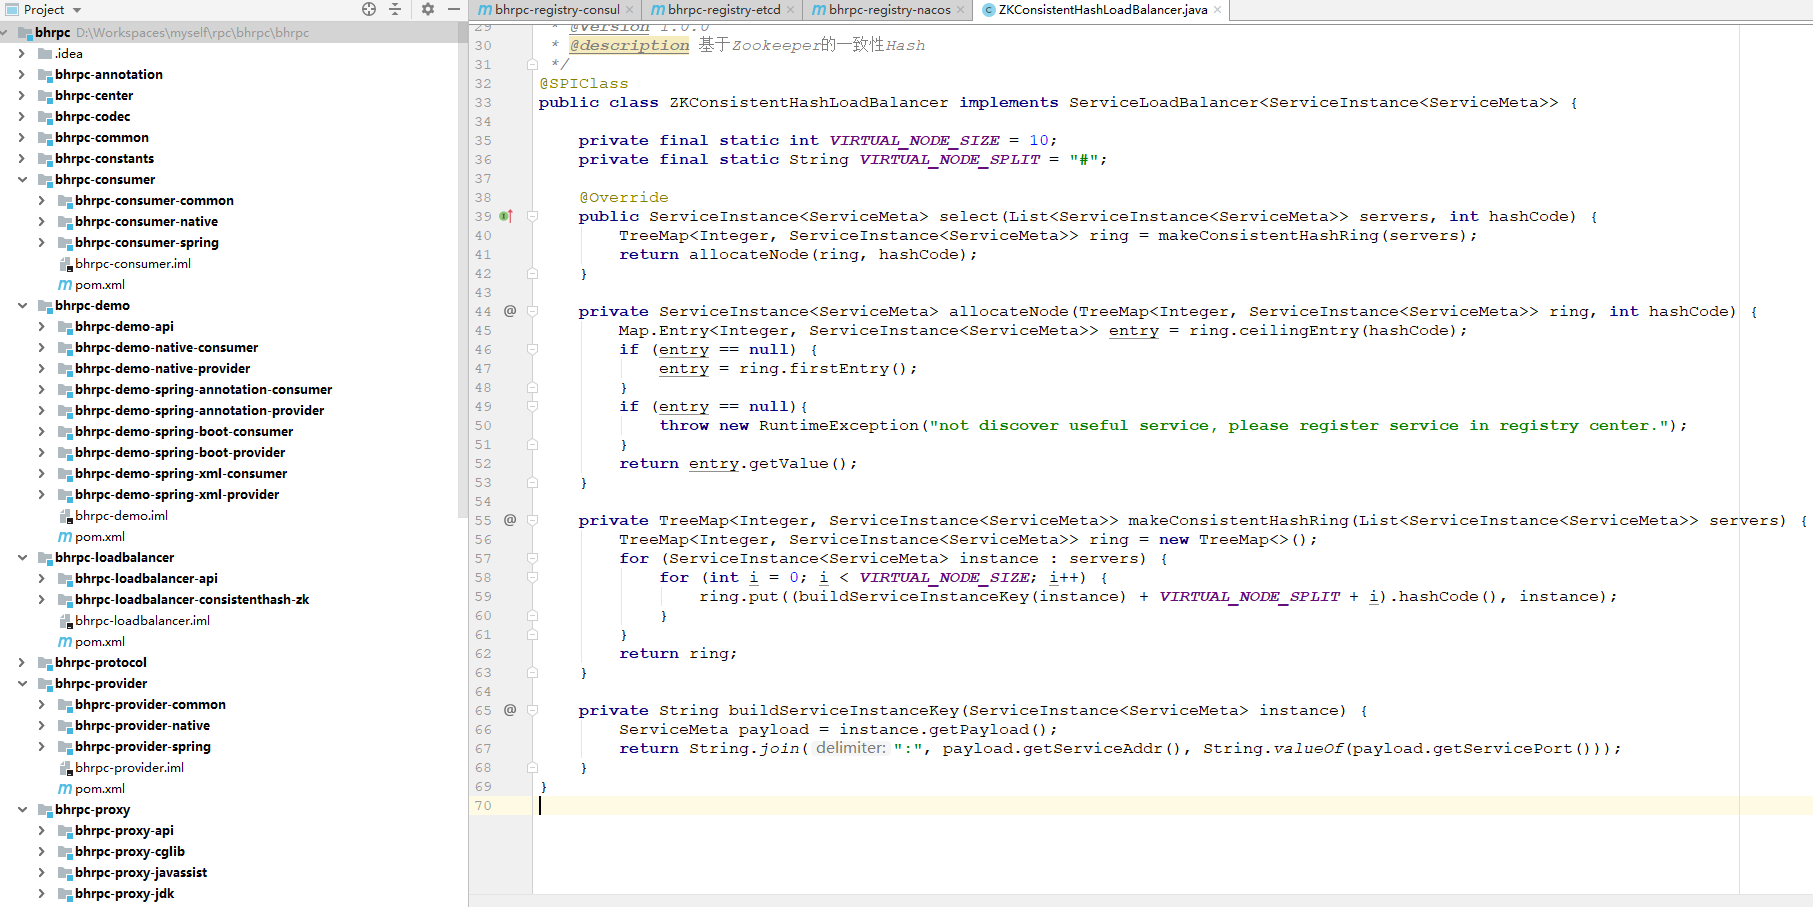 Project
bhrpc D:\Workspaces\myself\rpc\bhrpc\bhrpc
.idea
bhrpc-annotation
bhrpc-center
bhrpc-codec
bhrpc-common
bhrpc-constants
bhrpc-consumer
bhrpc-consumer-common
bhrpc-consumer-native
bhrpc-consumer-spring
bhrpc-consumer.iml
pom.xml
bhrpc-demo
bhrpc-demo-api
bhrpc-demo-native-consumer
bhrpc-demo-native-provider
bhrpc-demo-spring-annotation-consumer
bhrpc-demo-spring-annotation-provider
bhrpc-demo-spring-boot-consumer
bhrpc-demo-spring-boot-provider
bhrpc-demo-spring-xml-consumer
bhrpc-demo-spring-xml-provider
bhrpc-demo.iml
pom.xml
bhrpc-loadbalancer
bhrpc-loadbalancer-api
bhrpc-loadbalancer-consistenthash-zk
bhrpc-loadbalancer.iml
pom.xml
bhrpc-protocol
bhrpc-provider
bhrpc-provider-common
bhrpc-provider-native
bhrpc-provider-spring
bhrpc-provider.iml
pom.xml
bhrpc-proxy
bhrpc-proxy-api
bhrpc-proxy-cglib
bhrpc-proxy-javassist
bhrpc-proxy-jdk
bhrpc-registry-consul bhrpc-registry-etcd bhrpc-registry-nacos ZKConsistentHashLoadBalancer.java
29 * @version 1.0.0
30 * @description 基于Zookeeper的一致性Hash
31 */
32 @SPIClass
33 public class ZKConsistentHashLoadBalancer implements ServiceLoadBalancer<ServiceInstance<ServiceMeta>> {
34
35 private final static int VIRTUAL_NODE_SIZE = 10;
36 private final static String VIRTUAL_NODE_SPLIT = "#";
37
38 @Override
39 public ServiceInstance<ServiceMeta> select(List<ServiceInstance<ServiceMeta>> servers, int hashCode) {
40 TreeMap<Integer, ServiceInstance<ServiceMeta>> ring = makeConsistentHashRing(servers);
41 return allocateNode(ring, hashCode);
42 }
43
44 @ private ServiceInstance<ServiceMeta> allocateNode(TreeMap<Integer, ServiceInstance<ServiceMeta>> ring, int hashCode) {
45 Map.Entry<Integer, ServiceInstance<ServiceMeta>> entry = ring.ceilingEntry(hashCode);
46 if (entry == null) {
47 entry = ring.firstEntry();
48 }
49 if (entry == null){
50 throw new RuntimeException("not discover useful service, please register service in registry center.");
51 }
52 return entry.getValue();
53 }
54
55 @ private TreeMap<Integer, ServiceInstance<ServiceMeta>> makeConsistentHashRing(List<ServiceInstance<ServiceMeta>> servers) {
56 TreeMap<Integer, ServiceInstance<ServiceMeta>> ring = new TreeMap<>();
57 for (ServiceInstance<ServiceMeta> instance : servers) {
58 for (int i = 0; i < VIRTUAL_NODE_SIZE; i++) {
59 ring.put((buildServiceInstanceKey(instance) + VIRTUAL_NODE_SPLIT + i).hashCode(), instance);
60 }
61 }
62 return ring;
63 }
64
65 @ private String buildServiceInstanceKey(ServiceInstance<ServiceMeta> instance) {
66 ServiceMeta payload = instance.getPayload();
67 return String.join( delimiter: ":", payload.getServiceAddr(), String.valueOf(payload.getServicePort()));
68 }
69 }
70